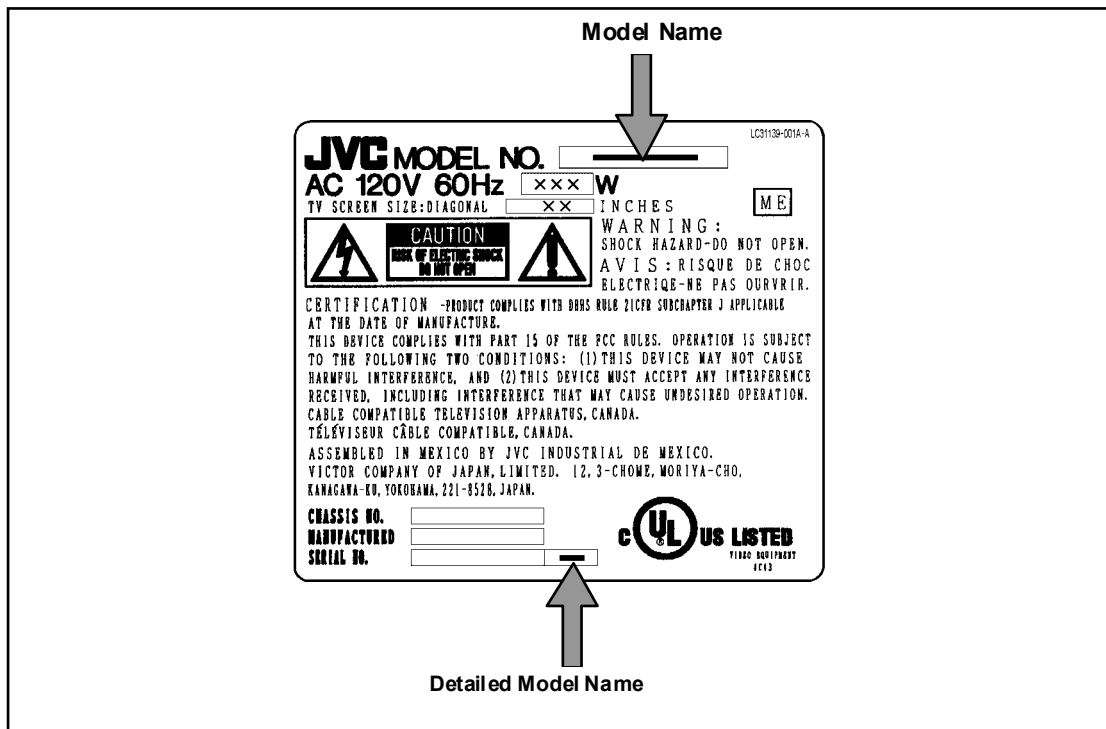 Model Name
LC31139-001A-A
JVC MODEL NO.
AC 120V 60Hz ××× W
TV SCREEN SIZE:DIAGONAL ×× INCHES
ME
WARNING:
SHOCK HAZARD-DO NOT OPEN.
AVIS:RISQUE DE CHOC
ELECTRIQE-NE PAS OURVRIR.
CAUTION
RISK OF ELECTRIC SHOCK
DO NOT OPEN
CERTIFICATION -PRODUCT COMPLIES WITH DHHS RULE 21CFR SUBCHAPTER J APPLICABLE
AT THE DATE OF MANUFACTURE.
THIS DEVICE COMPLIES WITH PART 15 OF THE FCC RULES. OPERATION IS SUBJECT
TO THE FOLLOWING TWO CONDITIONS: (1)THIS DEVICE MAY NOT CAUSE
HARMFUL INTERFERENCE, AND (2)THIS DEVICE MUST ACCEPT ANY INTERFERENCE
RECEIVED, INCLUDING INTERFERENCE THAT MAY CAUSE UNDESIRED OPERATION.
CABLE COMPATIBLE TELEVISION APPARATUS, CANADA.
TÉLÉVISEUR CÂBLE COMPATIBLE, CANADA.
ASSEMBLED IN MEXICO BY JVC INDUSTRIAL DE MEXICO.
VICTOR COMPANY OF JAPAN, LIMITED. 12, 3-CHOME, MORIYA-CHO,
KANAGAWA-KU, YOKOHAMA, 221-8528, JAPAN.
CHASSIS NO.
MANUFACTURED
SERIAL NO.
C UL US LISTED
VIDEO EQUIPMENT
Detailed Model Name